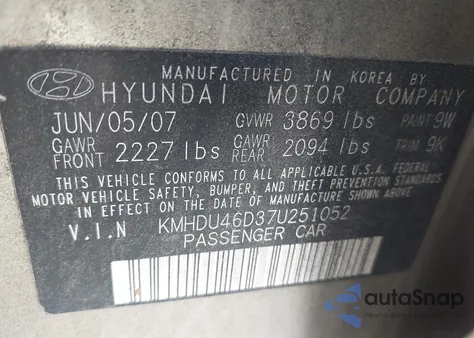 MANUFACTURED IN KOREA BY
HYUNDAI MOTOR COMPANY
JUN/05/07 GVWR 3869 lbs PAINT 9W
GAWR FRONT 2227 lbs GAWR REAR 2094 lbs TRIM 9K
THIS VEHICLE CONFORMS TO ALL APPLICABLE U.S.A. FEDERAL
MOTOR VEHICLE SAFETY, BUMPER, AND THEFT PREVENTION STANDARDS
IN EFFECT ON THE DATE OF MANUFACTURE SHOWN ABOVE.
V.I.N KMHDU46D37U251052
PASSENGER CAR
autoSnap